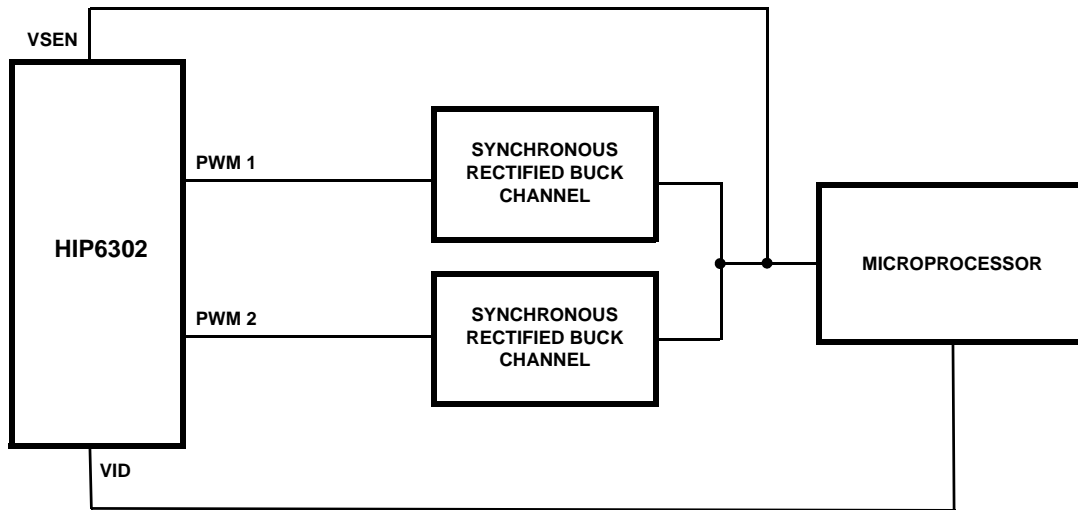 VSEN
HIP6302
PWM 1
PWM 2
VID
SYNCHRONOUS
RECTIFIED BUCK
CHANNEL
SYNCHRONOUS
RECTIFIED BUCK
CHANNEL
MICROPROCESSOR